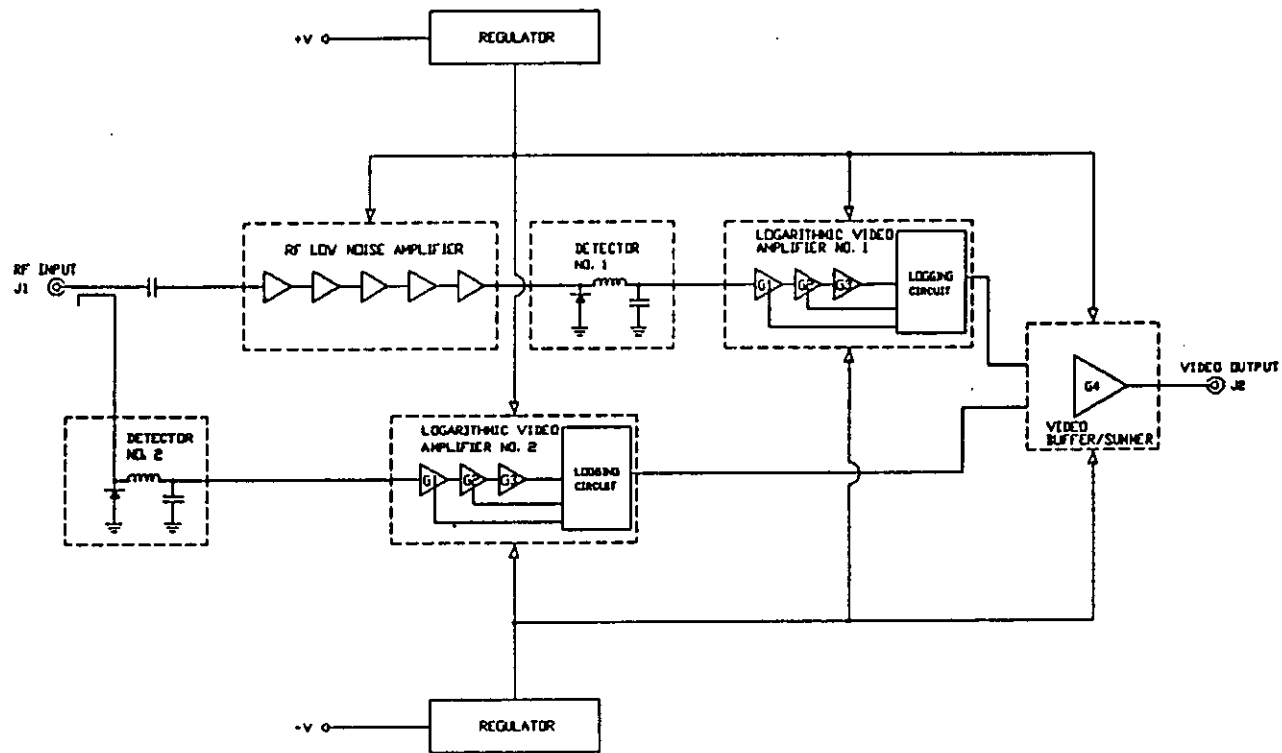 +V
REGULATOR
RF LOW NOISE AMPLIFIER
DETECTOR
NO. 1
LOGARITHMIC VIDEO
AMPLIFIER NO. 1
G1
G2
G3
LOGGING
CIRCUIT
RF INPUT
J1
G4
VIDEO
BUFFER/SUMMER
VIDEO OUTPUT
J2
DETECTOR
NO. 2
LOGARITHMIC VIDEO
AMPLIFIER NO. 2
G1
G2
G3
LOGGING
CIRCUIT
-V
REGULATOR